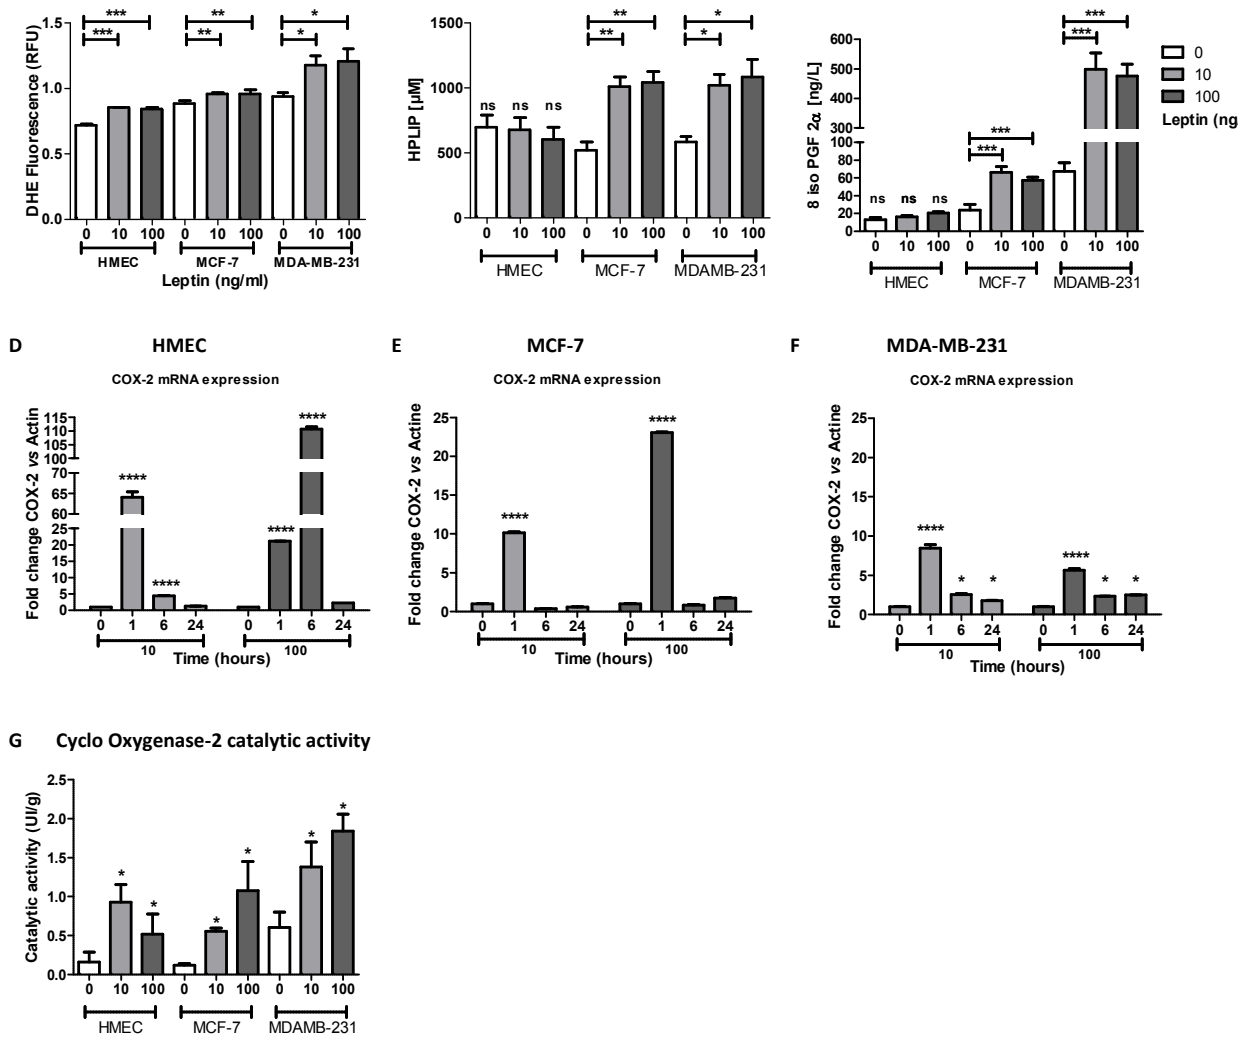 *** ** *
*** ** *
DHE Fluorescence (RFU)
1.5
1.0
0.5
0.0
0 10 100 0 10 100 0 10 100
HMEC MCF-7 MDA-MB-231
Leptin (ng/ml)
** *
** *
ns ns ns
HPLIP [µM]
1500
1000
500
0
0 10 100 0 10 100 0 10 100
HMEC MCF-7 MDAMB-231
***
***
***
***
ns ns ns
8 iso PGF 2α [ng/L]
600
500
400
300
100
80
60
40
20
0
0 10 100 0 10 100 0 10 100
HMEC MCF-7 MDAMB-231
0
10
100
Leptin (ng
D HMEC
COX-2 mRNA expression
Fold change COX-2 vs Actin
115
110
105
100
70
65
60
25
20
15
10
5
0
**** **** **** ****
0 1 6 24 0 1 6 24
10 100
Time (hours)
E MCF-7
COX-2 mRNA expression
Fold change COX-2 vs Actine
25
20
15
10
5
0
**** ****
0 1 6 24 0 1 6 24
10 100
Time (hours)
F MDA-MB-231
COX-2 mRNA expression
Fold change COX-2 vs Actine
25
20
15
10
5
0
**** * * **** * *
0 1 6 24 0 1 6 24
10 100
Time (hours)
G Cyclo Oxygenase-2 catalytic activity
Catalytic activity (UI/g)
2.5
2.0
1.5
1.0
0.5
0.0
* * * * * *
0 10 100 0 10 100 0 10 100
HMEC MCF-7 MDAMB-231